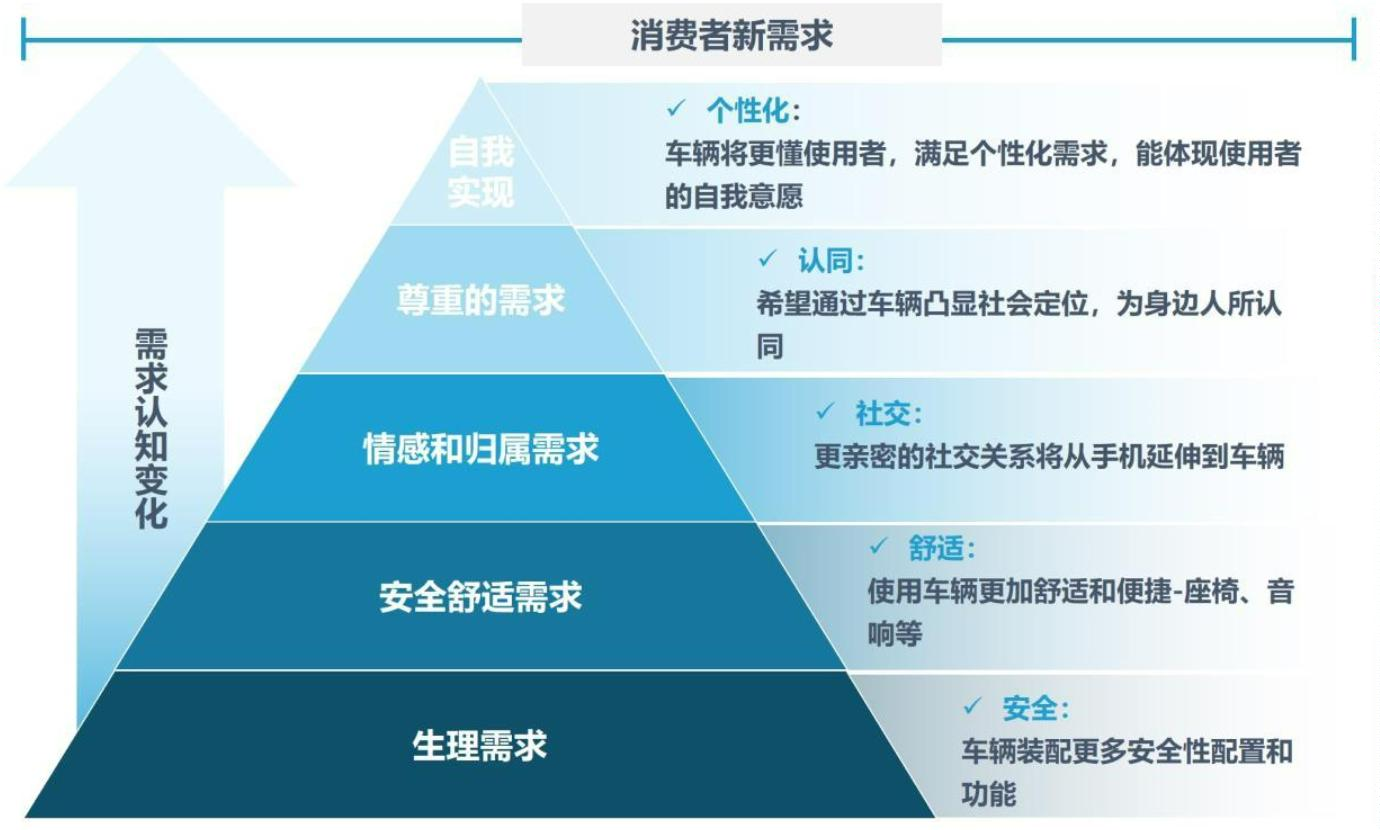 消费者新需求
自我
实现
✓ 个性化：
车辆将更懂使用者，满足个性化需求，能体现使用者
的自我意愿
尊重的需求
✓ 认同：
希望通过车辆凸显社会定位，为身边人所认
同
需求认知变化
情感和归属需求
✓ 社交：
更亲密的社交关系将从手机延伸到车辆
安全舒适需求
✓ 舒适：
使用车辆更加舒适和便捷-座椅、音
响等
生理需求
✓ 安全：
车辆装配更多安全性配置和
功能